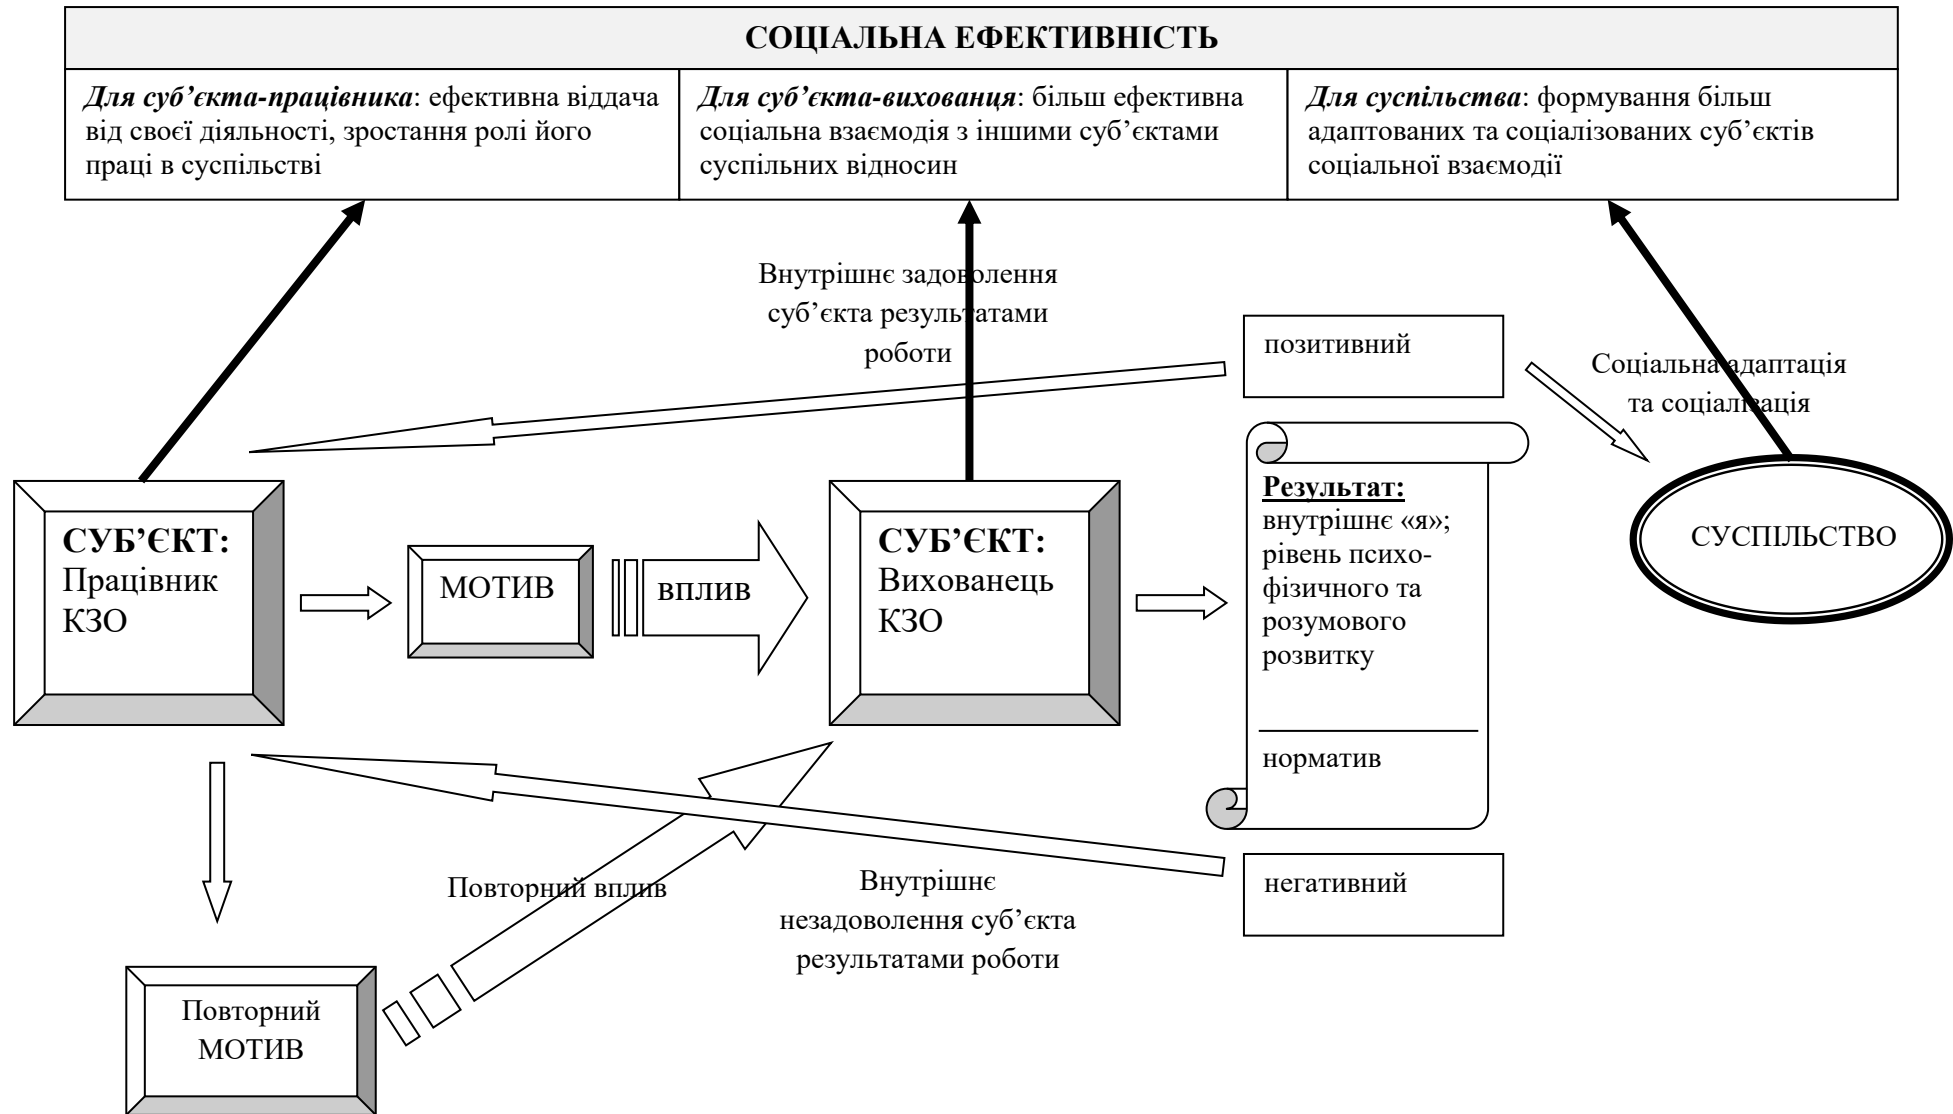 СОЦІАЛЬНА ЕФЕКТИВНІСТЬ
Для суб’єкта-працівника: ефективна віддача
від своєї діяльності, зростання ролі його
праці в суспільстві
Для суб’єкта-вихованця: більш ефективна
соціальна взаємодія з іншими суб’єктами
суспільних відносин
Для суспільства: формування більш
адаптованих та соціалізованих суб’єктів
соціальної взаємодії
Внутрішнє задоволення
суб’єкта результатами
роботи
позитивний
Соціальна адаптація
та соціалізація
СУБ’ЄКТ:
Працівник
КЗО
МОТИВ
ВПЛИВ
СУБ’ЄКТ:
Вихованець
КЗО
Результат:
внутрішнє «я»;
рівень психо-
фізичного та
розумового
розвитку
норматив
СУСПІЛЬСТВО
Повторний вплив
Внутрішнє
незадоволення суб’єкта
результатами роботи
негативний
Повторний
МОТИВ